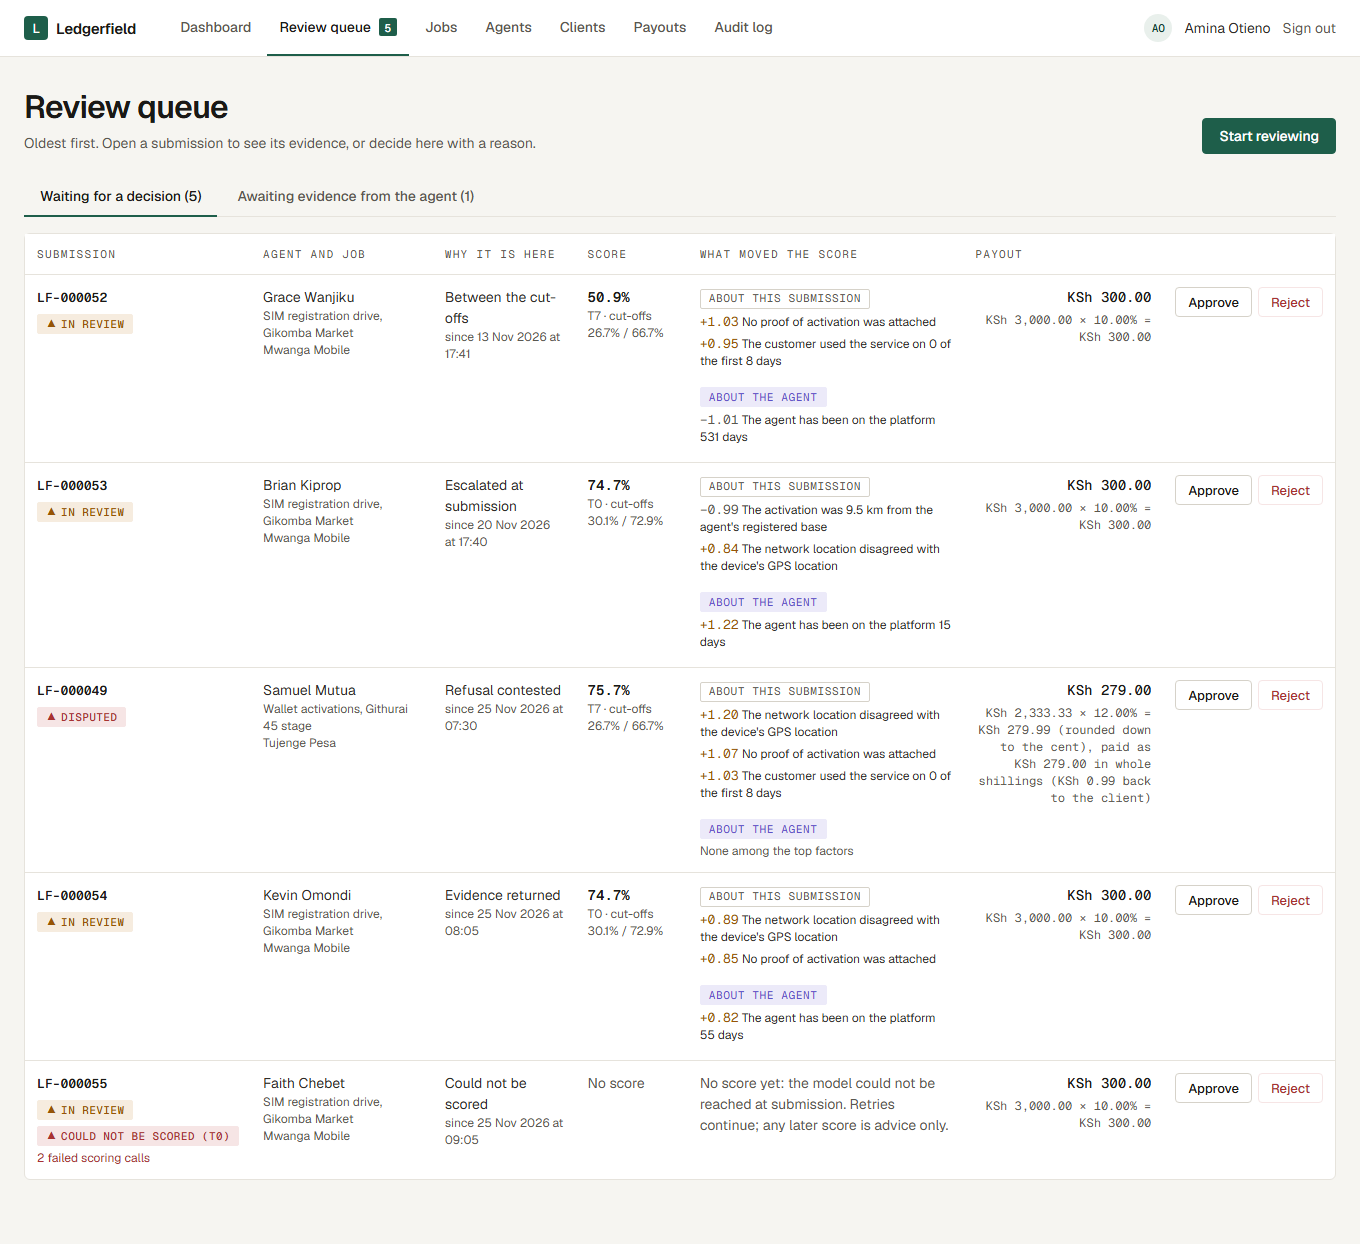 L Ledgerfield Dashboard Review queue 5 Jobs Agents Clients Payouts Audit log AO Amina Otieno Sign out
Review queue
Oldest first. Open a submission to see its evidence, or decide here with a reason.
Start reviewing
Waiting for a decision (5) Awaiting evidence from the agent (1)
SUBMISSION AGENT AND JOB WHY IT IS HERE SCORE WHAT MOVED THE SCORE PAYOUT
LF-000052
▲ IN REVIEW
Grace Wanjiku
SIM registration drive,
Gikomba Market
Mwanga Mobile
Between the cut-
offs
since 13 Nov 2026 at
17:41
50.9%
T7 · cut-offs
26.7% / 66.7%
ABOUT THIS SUBMISSION
+1.03 No proof of activation was attached
+0.95 The customer used the service on 0 of
the first 8 days
ABOUT THE AGENT
−1.01 The agent has been on the platform
531 days
KSh 300.00
KSh 3,000.00 × 10.00% =
KSh 300.00
Approve Reject
LF-000053
▲ IN REVIEW
Brian Kiprop
SIM registration drive,
Gikomba Market
Mwanga Mobile
Escalated at
submission
since 20 Nov 2026
at 17:40
74.7%
T0 · cut-offs
30.1% / 72.9%
ABOUT THIS SUBMISSION
−0.99 The activation was 9.5 km from the
agent's registered base
+0.84 The network location disagreed with
the device's GPS location
ABOUT THE AGENT
+1.22 The agent has been on the platform 15
days
KSh 300.00
KSh 3,000.00 × 10.00% =
KSh 300.00
Approve Reject
LF-000049
▲ DISPUTED
Samuel Mutua
Wallet activations, Githurai
45 stage
Tujenge Pesa
Refusal contested
since 25 Nov 2026 at
07:30
75.7%
T7 · cut-offs
26.7% / 66.7%
ABOUT THIS SUBMISSION
+1.20 The network location disagreed with
the device's GPS location
+1.07 No proof of activation was attached
+1.03 The customer used the service on 0 of
the first 8 days
ABOUT THE AGENT
None among the top factors
KSh 279.00
KSh 2,333.33 × 12.00% =
KSh 279.99 (rounded down
to the cent), paid as
KSh 279.00 in whole
shillings (KSh 0.99 back
to the client)
Approve Reject
LF-000054
▲ IN REVIEW
Kevin Omondi
SIM registration drive,
Gikomba Market
Mwanga Mobile
Evidence returned
since 25 Nov 2026 at
08:05
74.7%
T0 · cut-offs
30.1% / 72.9%
ABOUT THIS SUBMISSION
+0.89 The network location disagreed with
the device's GPS location
+0.85 No proof of activation was attached
ABOUT THE AGENT
+0.82 The agent has been on the platform
55 days
KSh 300.00
KSh 3,000.00 × 10.00% =
KSh 300.00
Approve Reject
LF-000055
▲ IN REVIEW
▲ COULD NOT BE SCORED (T0)
2 failed scoring calls
Faith Chebet
SIM registration drive,
Gikomba Market
Mwanga Mobile
Could not be
scored
since 25 Nov 2026 at
09:05
No score
No score yet: the model could not be
reached at submission. Retries
continue; any later score is advice only.
KSh 300.00
KSh 3,000.00 × 10.00% =
KSh 300.00
Approve Reject